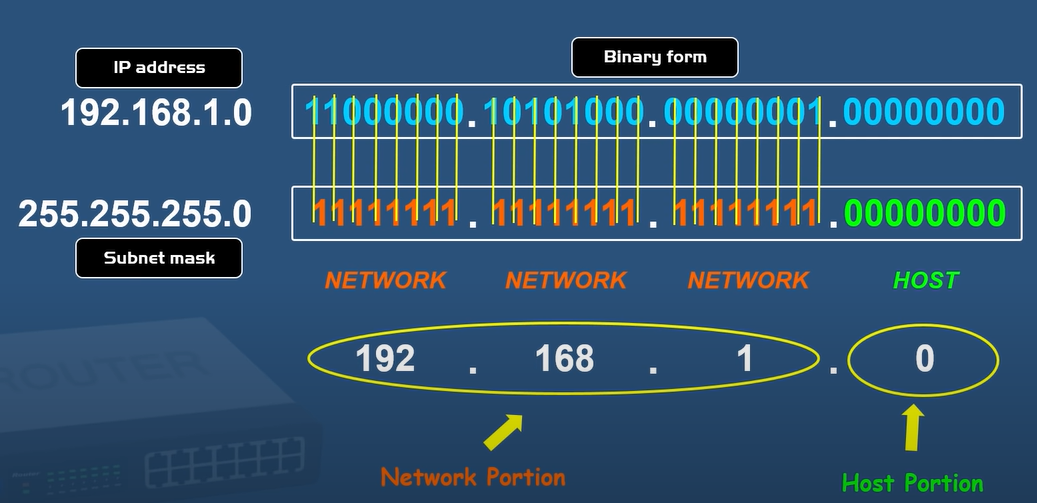 IP address
Binary form
192.168.1.0
11000000.10101000.00000001.00000000
255.255.255.0
11111111.11111111.11111111.00000000
Subnet mask
NETWORK NETWORK NETWORK HOST
192 . 168 . 1 . 0
ROUTER
Network Portion
Host Portion